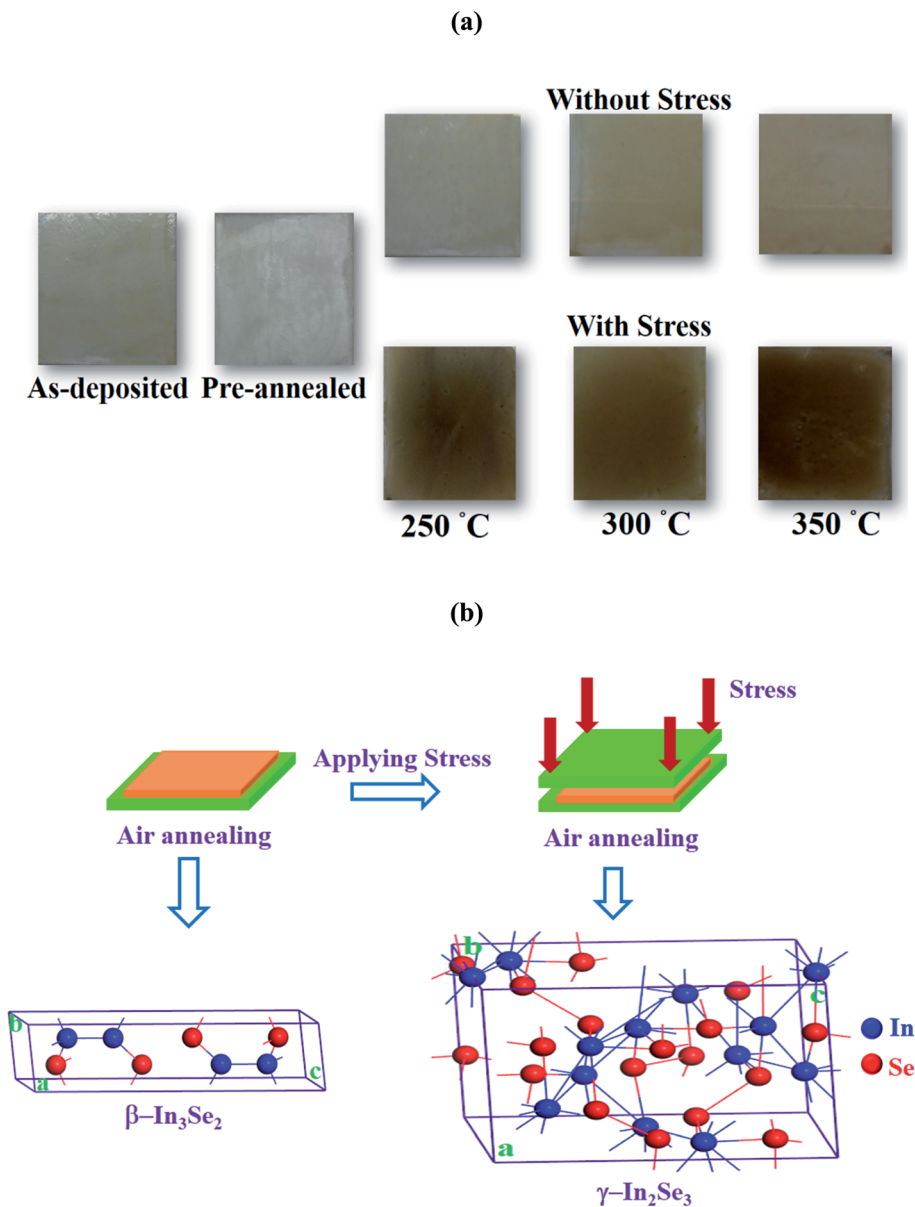 (a)
Without Stress
As-deposited
Pre-annealed
With Stress
250 °C
300 °C
350 °C
(b)
Stress
Applying Stress
Air annealing
Air annealing
b
a
c
β–In₃Se₂
b
c
a
In
Se
γ–In₂Se₃